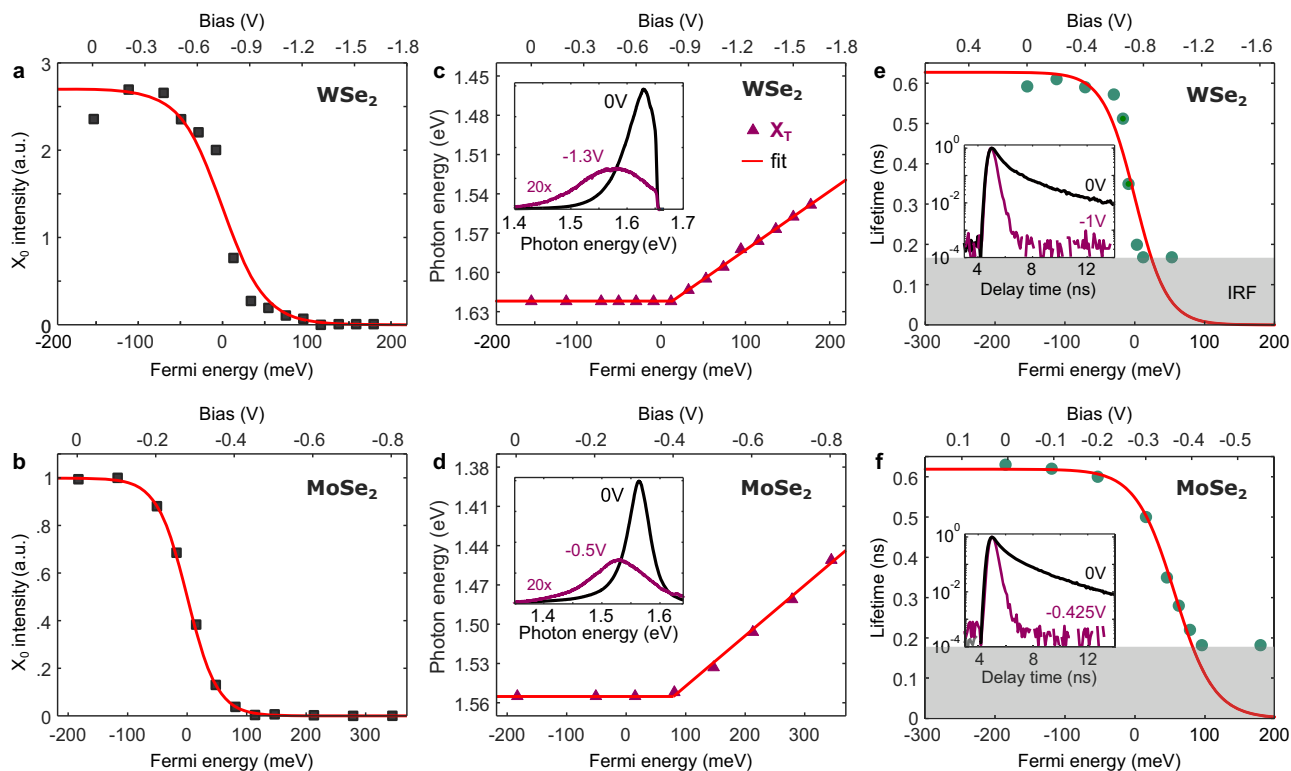 Bias (V)
0 -0.3 -0.6 -0.9 -1.2 -1.5 -1.8
a
WSe2
3
2
1
0
X0 intensity (a.u.)
-200 -100 0 100 200
Fermi energy (meV)
Bias (V)
0 -0.3 -0.6 -0.9 -1.2 -1.5 -1.8
c
WSe2
1.45
1.48
1.51
1.54
1.57
1.60
1.63
Photon energy (eV)
0V
-1.3V
20x
1.4 1.5 1.6 1.7
Photon energy (eV)
XT
fit
-200 -100 0 100 200
Fermi energy (meV)
Bias (V)
0.4 0 -0.4 -0.8 -1.2 -1.6
e
WSe2
0.6
0.5
0.4
0.3
0.2
0.1
0
Lifetime (ns)
10^0
10^-2
10^-4
0V
-1V
4 8 12
Delay time (ns)
IRF
-300 -200 -100 0 100 200
Fermi energy (meV)
Bias (V)
0 -0.2 -0.4 -0.6 -0.8
b
MoSe2
1
.8
.6
.4
.2
0
X0 intensity (a.u.)
-200 -100 0 100 200 300
Fermi energy (meV)
Bias (V)
0 -0.2 -0.4 -0.6 -0.8
d
MoSe2
1.38
1.41
1.44
1.47
1.50
1.53
1.56
Photon energy (eV)
0V
-0.5V
20x
1.4 1.5 1.6
Photon energy (eV)
-200 -100 0 100 200 300
Fermi energy (meV)
Bias (V)
0.1 0 -0.1 -0.2 -0.3 -0.4 -0.5
f
MoSe2
0.6
0.5
0.4
0.3
0.2
0.1
0
Lifetime (ns)
10^0
10^-2
10^-4
0V
-0.425V
4 8 12
Delay time (ns)
-300 -200 -100 0 100 200
Fermi energy (meV)